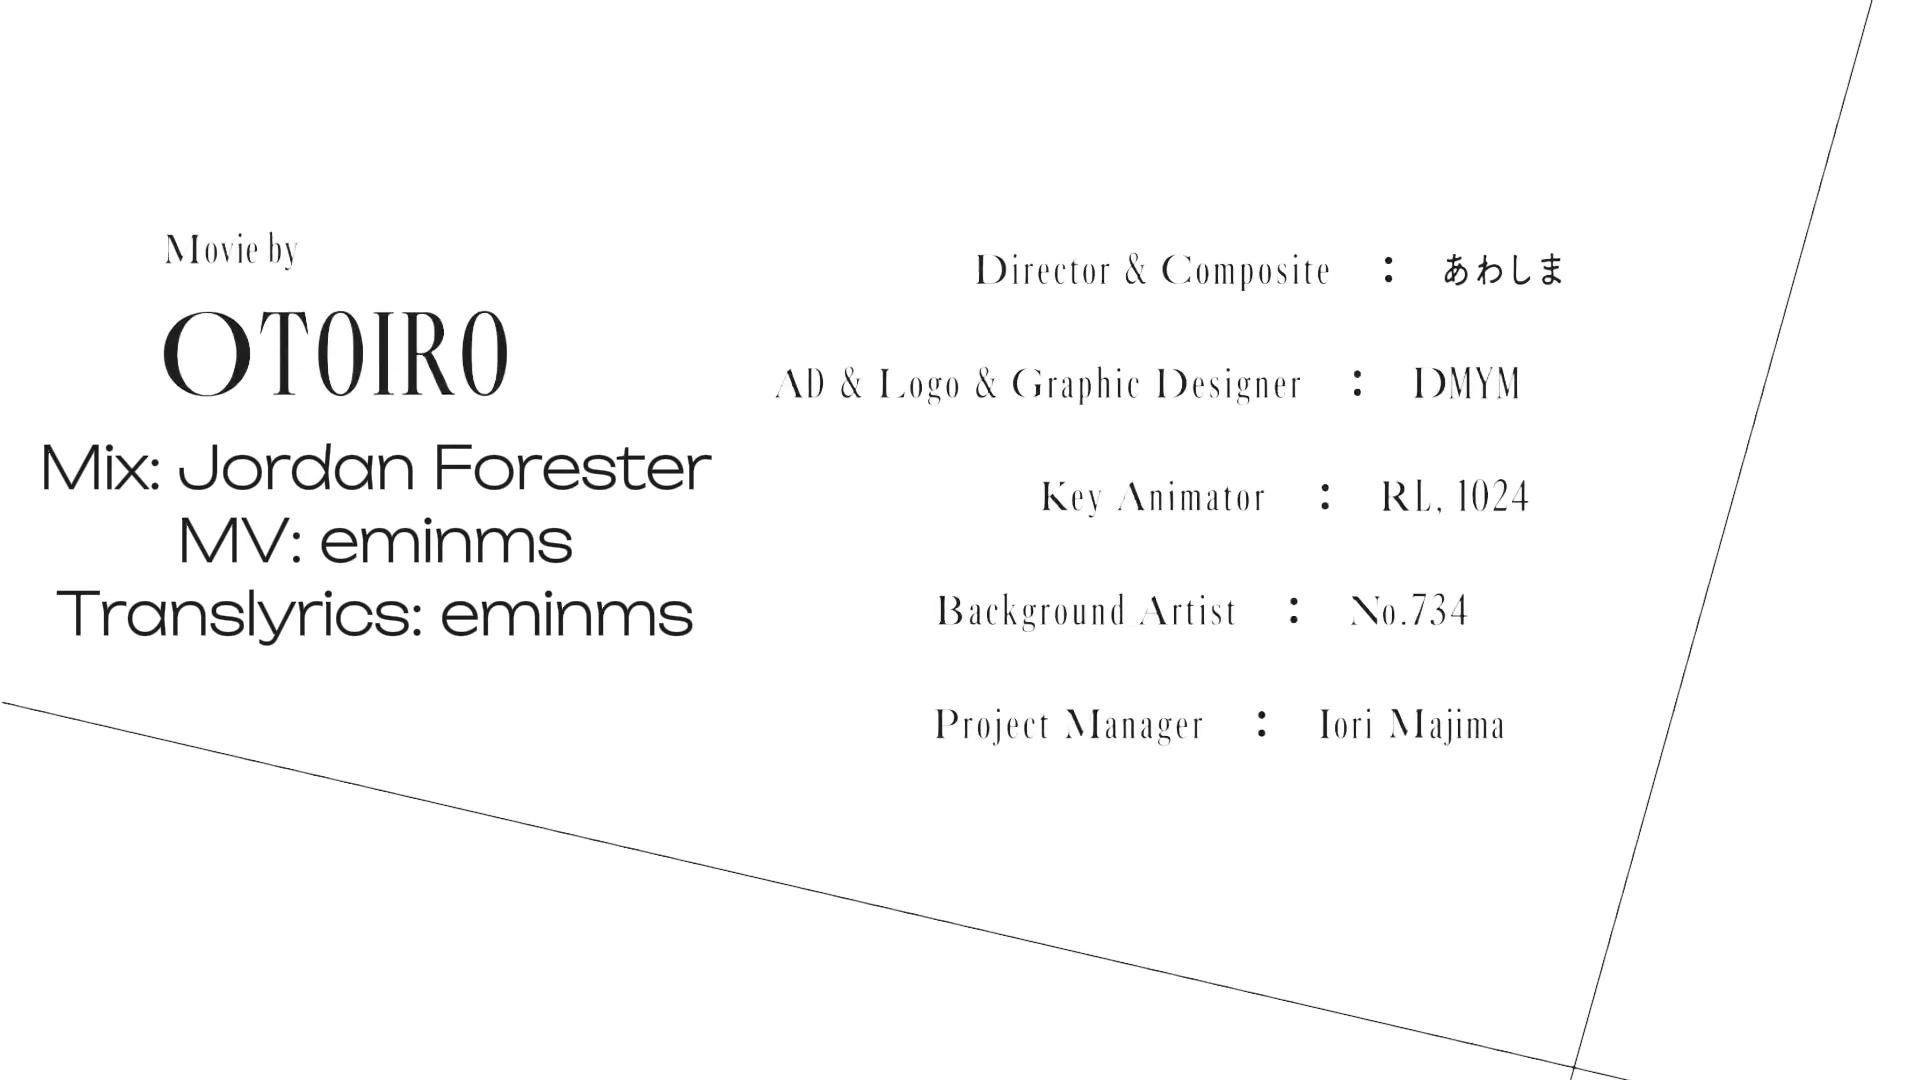 Movie by
OTOIRO
Mix: Jordan Forester
MV: eminms
Translyrics: eminms
Director & Composite : あわしま
AD & Logo & Graphic Designer : DMYM
Key Animator : RL, 1024
Background Artist : No.734
Project Manager : Iori Majima